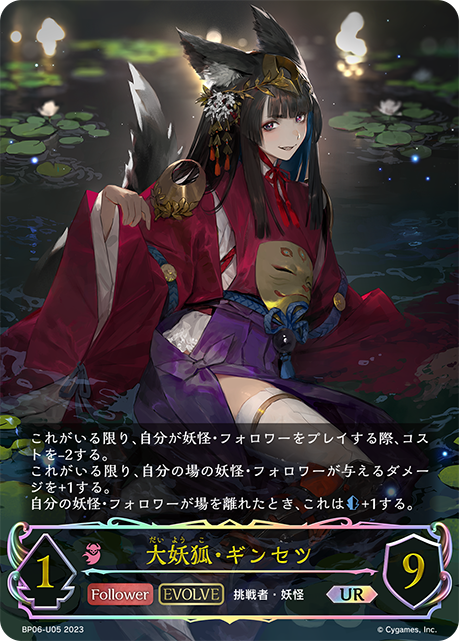 これがいる限り、自分が妖怪・フォロワーをプレイする際、コス
トを-2する。
これがいる限り、自分の場の妖怪・フォロワーが与えるダメー
ジを+1する。
自分の妖怪・フォロワーが場を離れたとき、これは+1する。
だいようこ
大妖狐・ギンセツ
1
9
Follower EVOLVE 挑戦者・妖怪 UR
BP06-U05 2023 © Cygames, Inc.